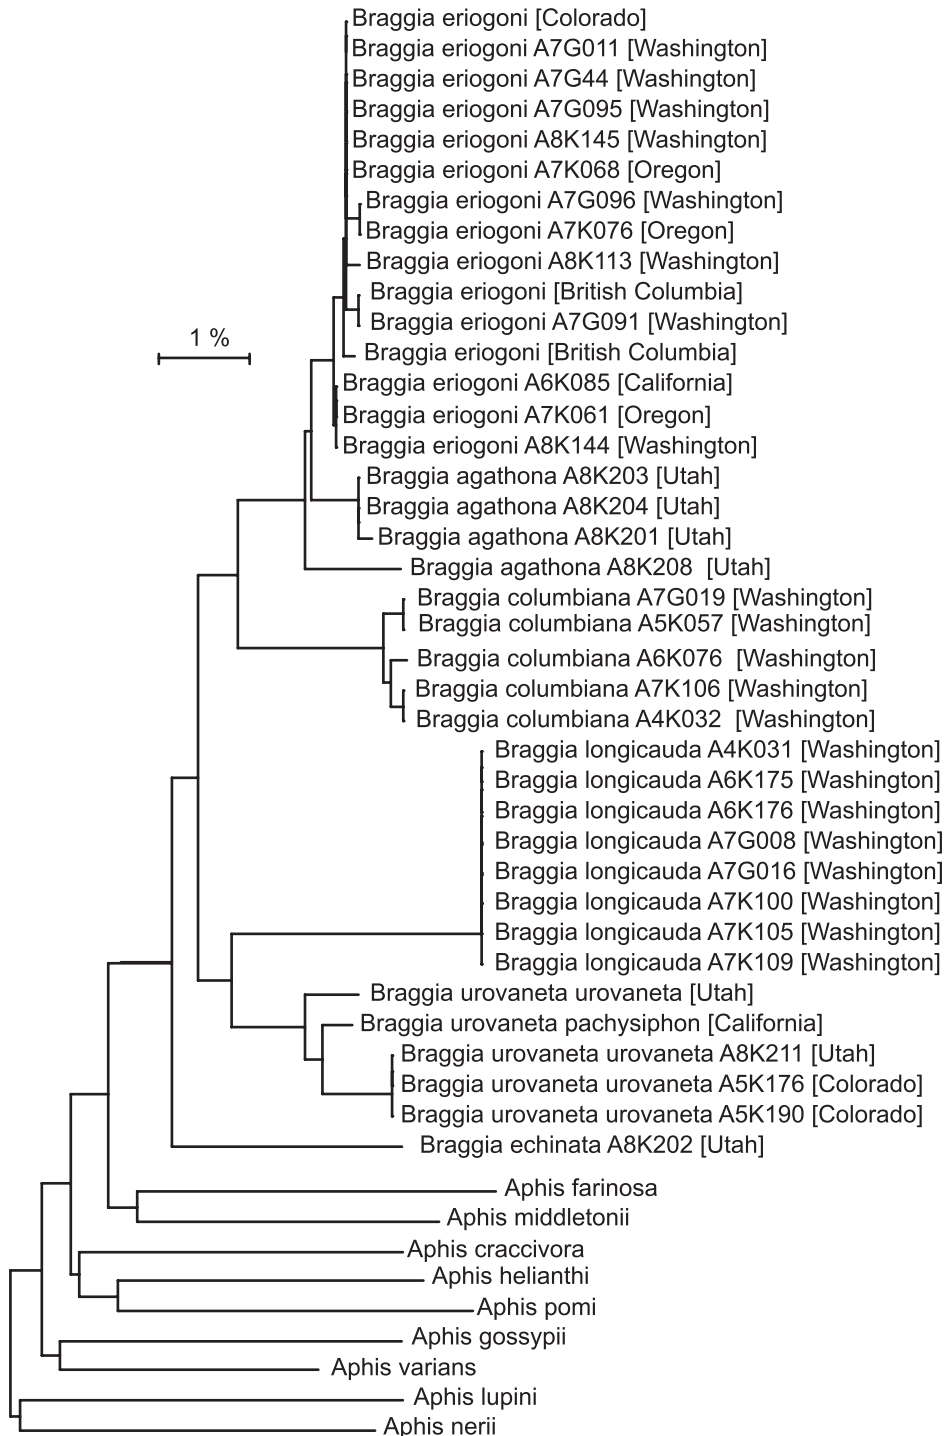 Braggia eriogoni [Colorado]
Braggia eriogoni A7G011 [Washington]
Braggia eriogoni A7G44 [Washington]
Braggia eriogoni A7G095 [Washington]
Braggia eriogoni A8K145 [Washington]
Braggia eriogoni A7K068 [Oregon]
Braggia eriogoni A7G096 [Washington]
Braggia eriogoni A7K076 [Oregon]
Braggia eriogoni A8K113 [Washington]
Braggia eriogoni [British Columbia]
Braggia eriogoni A7G091 [Washington]
1 %
Braggia eriogoni [British Columbia]
Braggia eriogoni A6K085 [California]
Braggia eriogoni A7K061 [Oregon]
Braggia eriogoni A8K144 [Washington]
Braggia agathona A8K203 [Utah]
Braggia agathona A8K204 [Utah]
Braggia agathona A8K201 [Utah]
Braggia agathona A8K208 [Utah]
Braggia columbiana A7G019 [Washington]
Braggia columbiana A5K057 [Washington]
Braggia columbiana A6K076 [Washington]
Braggia columbiana A7K106 [Washington]
Braggia columbiana A4K032 [Washington]
Braggia longicauda A4K031 [Washington]
Braggia longicauda A6K175 [Washington]
Braggia longicauda A6K176 [Washington]
Braggia longicauda A7G008 [Washington]
Braggia longicauda A7G016 [Washington]
Braggia longicauda A7K100 [Washington]
Braggia longicauda A7K105 [Washington]
Braggia longicauda A7K109 [Washington]
Braggia urovaneta urovaneta [Utah]
Braggia urovaneta pachysiphon [California]
Braggia urovaneta urovaneta A8K211 [Utah]
Braggia urovaneta urovaneta A5K176 [Colorado]
Braggia urovaneta urovaneta A5K190 [Colorado]
Braggia echinata A8K202 [Utah]
Aphis farinosa
Aphis middletonii
Aphis craccivora
Aphis helianthi
Aphis pomi
Aphis gossypii
Aphis varians
Aphis lupini
Aphis nerii